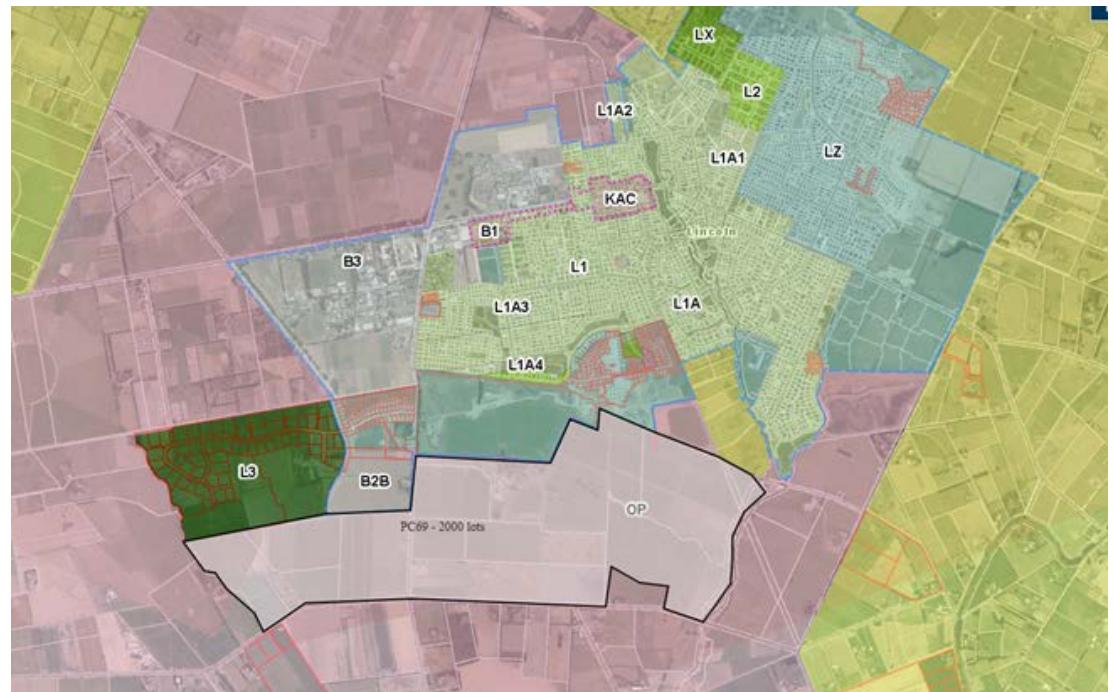 LX
L2
L1A2
L1A1
LZ
KAC
B1
Lincoln
B3
L1
L1A3
L1A
L1A4
L3
B2B
OP
PC69 - 2000 lots